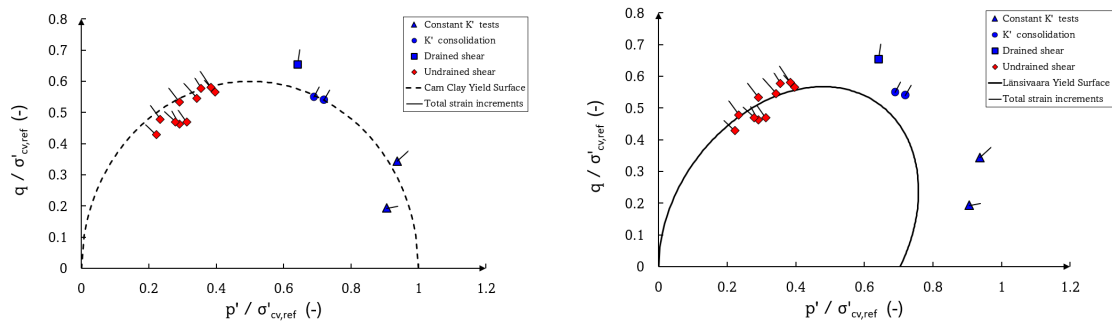 0.8
0.7
0.6
0.5
0.4
0.3
0.2
0.1
0
q / σ'cv,ref (-)
0
0.2
0.4
0.6
0.8
1
1.2
p' / σ'cv,ref (-)
Constant K' tests
K' consolidation
Drained shear
Undrained shear
Cam Clay Yield Surface
Total strain increments
0.8
0.7
0.6
0.5
0.4
0.3
0.2
0.1
0
q / σ'cv,ref (-)
0
0.2
0.4
0.6
0.8
1
1.2
p' / σ'cv,ref (-)
Constant K' tests
K' consolidation
Drained shear
Undrained shear
Länsivaara Yield Surface
Total strain increments